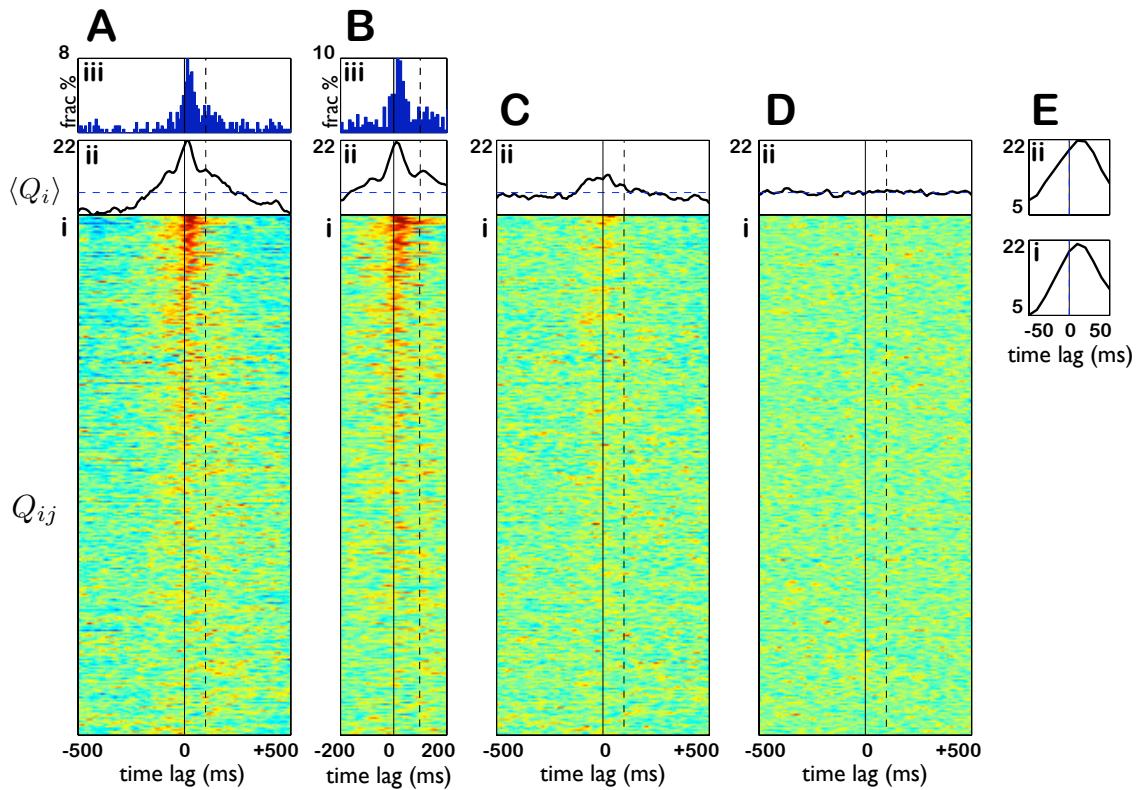 A
B
C
D
E
8
iii
frac %
10
iii
frac %
22
ii
22
ii
22
ii
22
ii
22
ii
5
⟨Q_i⟩
i
i
i
i
22
i
5
-50 0 50
time lag (ms)
Q_ij
-500 0 +500
time lag (ms)
-200 0 200
time lag (ms)
-500 0 +500
time lag (ms)
-500 0 +500
time lag (ms)